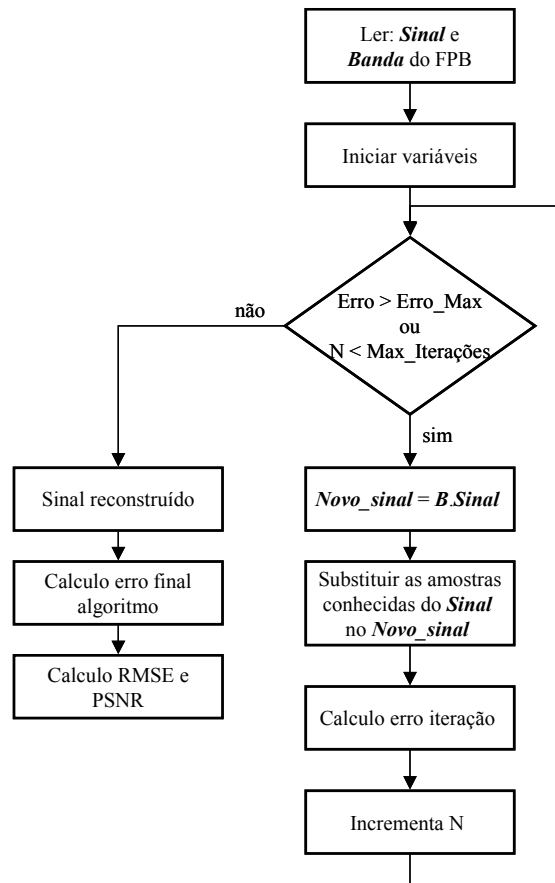 Ler: Sinal e
Banda do FPB
Iniciar variáveis
Erro > Erro_Max
ou
N < Max_Iterações
não
sim
Sinal reconstruído
Calculo erro final
algoritmo
Calculo RMSE e
PSNR
Novo_sinal = B.Sinal
Substituir as amostras
conhecidas do Sinal
no Novo_sinal
Calculo erro iteração
Incrementa N